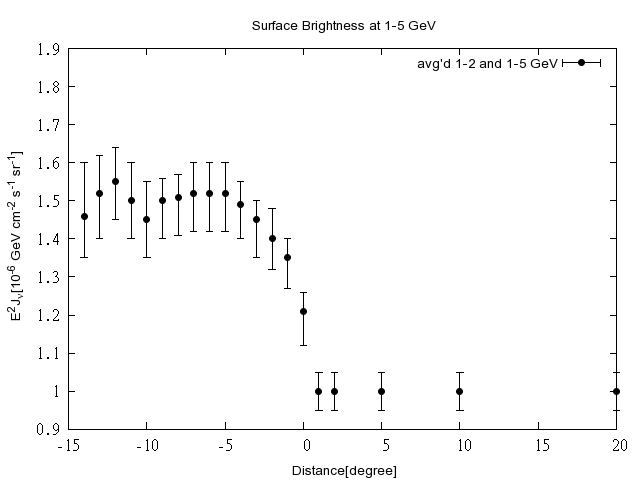 Surface Brightness at 1-5 GeV
avg'd 1-2 and 1-5 GeV
1.9
1.8
1.7
1.6
1.5
1.4
1.3
1.2
1.1
1
0.9
E²Jᵥ[10⁻⁶ GeV cm⁻² s⁻¹ sr⁻¹]
-15 -10 -5 0 5 10 15 20
Distance[degree]